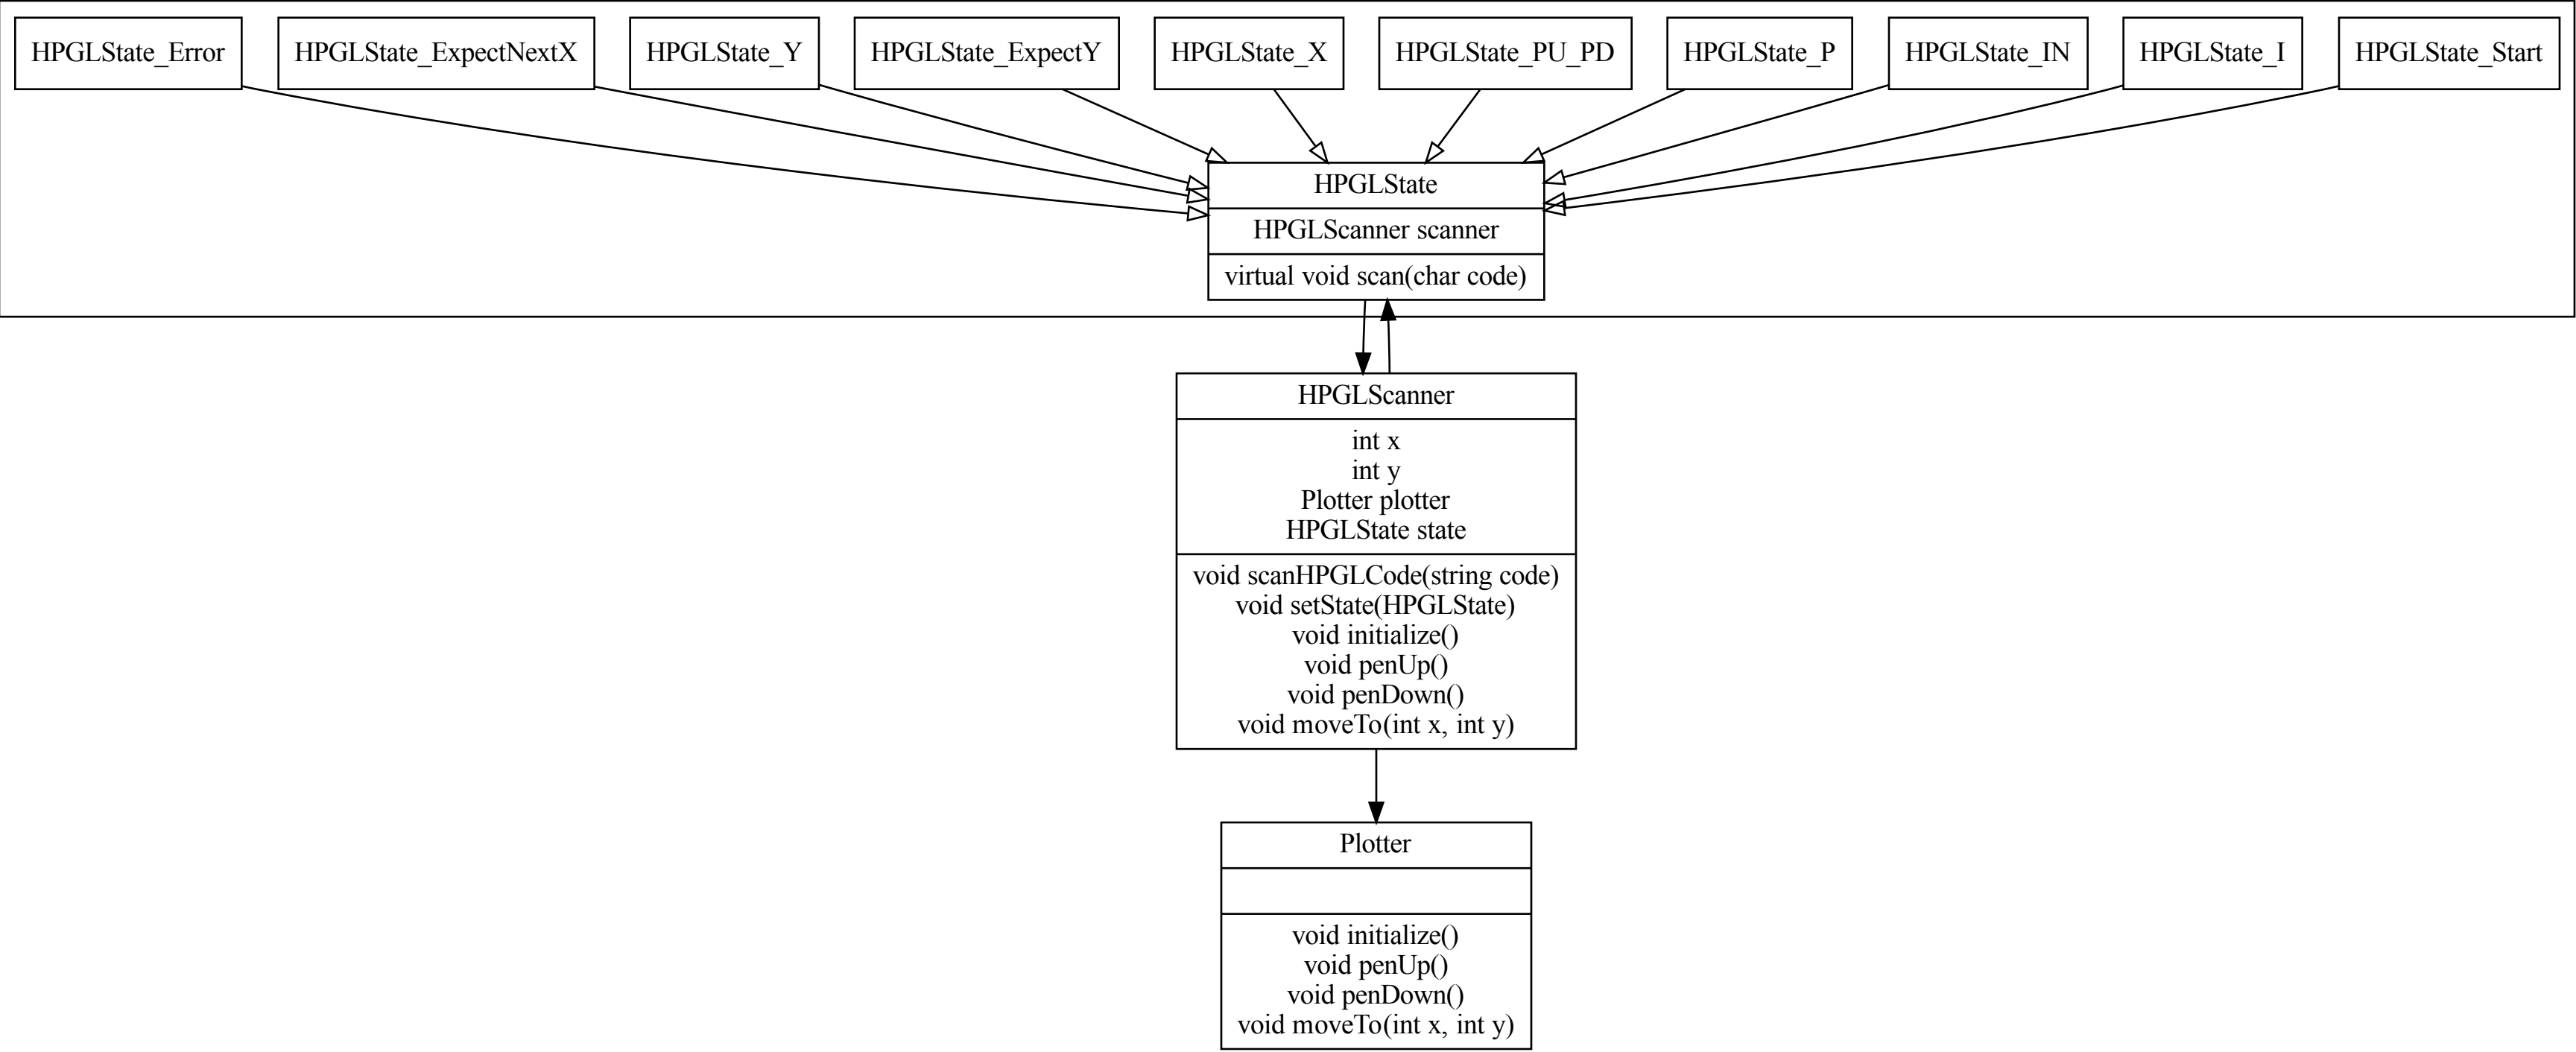 HPGLState_Error
HPGLState_ExpectNextX
HPGLState_Y
HPGLState_ExpectY
HPGLState_X
HPGLState_PU_PD
HPGLState_P
HPGLState_IN
HPGLState_I
HPGLState_Start
HPGLState
HPGLScanner scanner
virtual void scan(char code)
HPGLScanner
int x
int y
Plotter plotter
HPGLState state
void scanHPGLCode(string code)
void setState(HPGLState)
void initialize()
void penUp()
void penDown()
void moveTo(int x, int y)
Plotter
void initialize()
void penUp()
void penDown()
void moveTo(int x, int y)